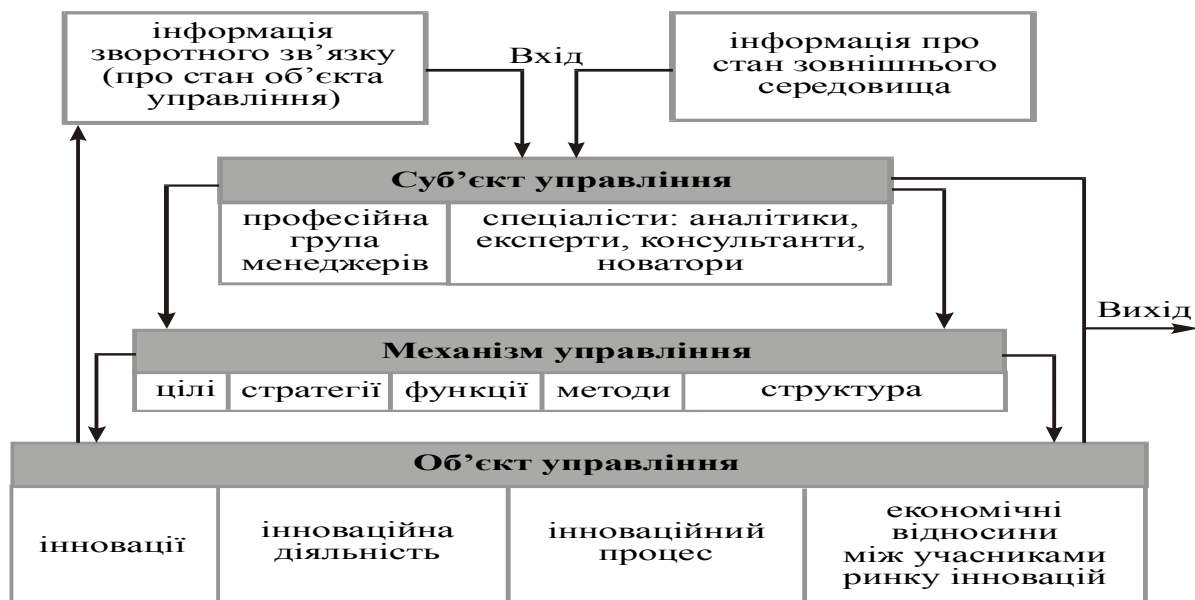 інформація
зворотного зв’язку
(про стан об’єкта
управління)
Вхід
інформація про
стан зовнішнього
середовища
Суб’єкт управління
професійна
група
менеджерів
спеціалісти: аналітики,
експерти, консультанти,
новатори
Вихід
Механізм управління
цілі
стратегії
функції
методи
структура
Об’єкт управління
інновації
інноваційна
діяльність
інноваційний
процес
економічні
відносини
між учасниками
ринку інновацій